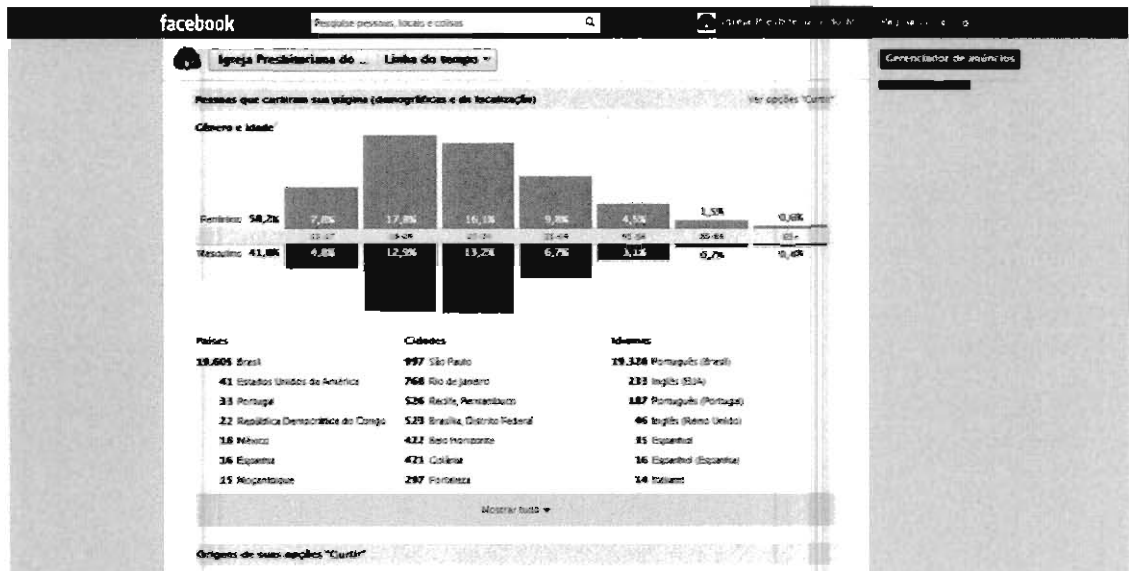 facebook
Pesquise pessoas, locais e coisas
Igreja Presbiteriana do ... Linha do tempo
Gerenciador de anúncios
Pessoas que curtiram sua página (demográficas e de localização)
Ver opções "Curtir"
Gênero e idade
Feminino 58,2% 7,8% 17,8% 16,1% 9,8% 4,5% 1,5% 0,6%
55-64 65+
Masculino 41,8% 4,8% 12,9% 13,2% 6,7% 3,1% 0,7% 0,4%
Países Cidades Idiomas
19.605 Brasil 997 São Paulo 19.326 Português (Brasil)
41 Estados Unidos da América 768 Rio de Janeiro 233 Inglês (EUA)
33 Portugal 526 Recife, Pernambuco 187 Português (Portugal)
22 República Democrática do Congo 523 Brasília, Distrito Federal 46 Inglês (Reino Unido)
18 México 422 Belo Horizonte 35 Espanhol
16 Espanha 421 Goiânia 16 Espanhol (Espanha)
15 Moçambique 297 Fortaleza 14 Italiano
Mostrar tudo
Origens de suas opções "Curtir"